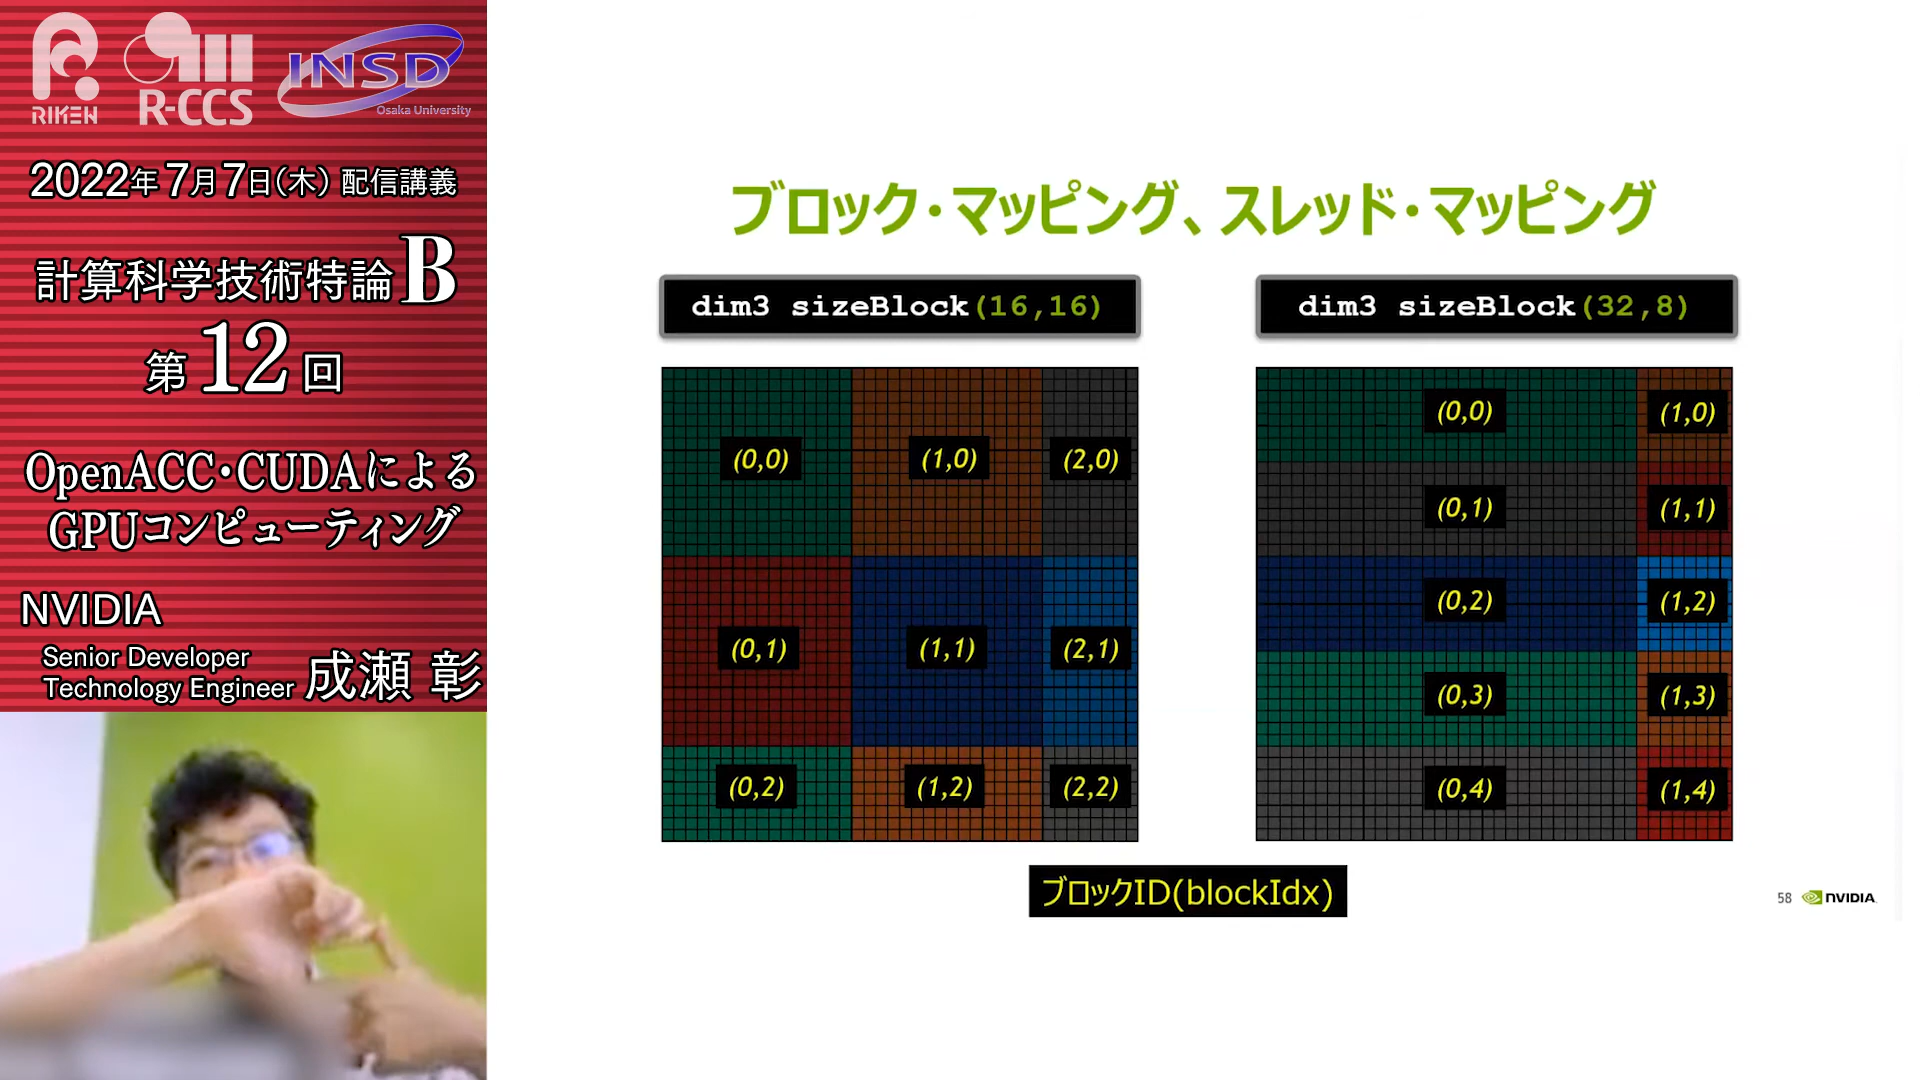 RIKEN
R-CCS
INSD
Osaka University
2022年7月7日(木) 配信講義
計算科学技術特論B
第12回
OpenACC・CUDAによる
GPUコンピューティング
NVIDIA
Senior Developer
Technology Engineer 成瀬 彰
ブロック・マッピング、スレッド・マッピング
dim3 sizeBlock(16,16)
(0,0) (1,0) (2,0)
(0,1) (1,1) (2,1)
(0,2) (1,2) (2,2)
dim3 sizeBlock(32,8)
(0,0) (1,0)
(0,1) (1,1)
(0,2) (1,2)
(0,3) (1,3)
(0,4) (1,4)
ブロックID(blockIdx)
58 NVIDIA.